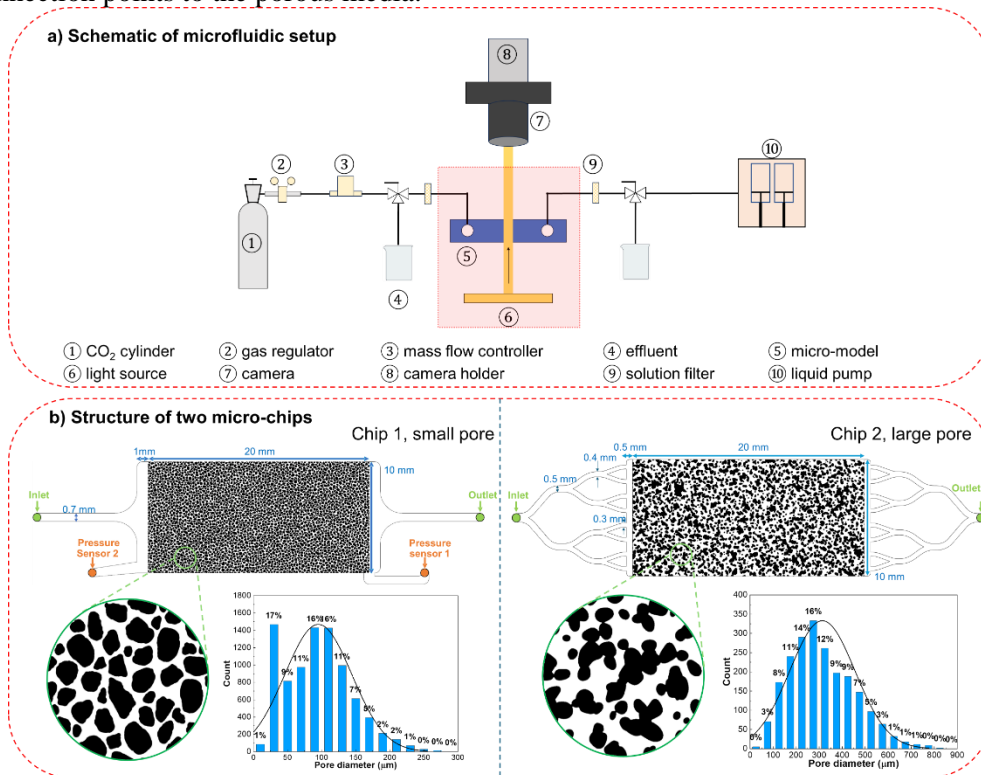 a) Schematic of microfluidic setup
⑧
⑦
② ③ ⑨ ⑩
①
⑤
④ ⑥
① CO₂ cylinder ② gas regulator ③ mass flow controller ④ effluent ⑤ micro-model
⑥ light source ⑦ camera ⑧ camera holder ⑨ solution filter ⑩ liquid pump
b) Structure of two micro-chips
Chip 1, small pore
1mm 20 mm
10 mm
Inlet Outlet
0.7 mm
Pressure
Sensor 2
Pressure
sensor 1
1800
1600
1400
1200
1000
800
600
400
200
0
Count
1% 17% 9% 11% 16% 16% 11% 7% 5% 2% 2% 1% 0% 0%
0 50 100 150 200 250 300
Pore diameter (μm)
Chip 2, large pore
0.5 mm 20 mm
0.4 mm
0.5 mm
Inlet Outlet
0.3 mm
10 mm
400
350
300
250
200
150
100
50
0
Count
0% 3% 8% 11% 14% 16% 12% 9% 9% 7% 5% 3% 1% 1% 1% 0% 0%
0 100 200 300 400 500 600 700 800 900
Pore diameter (μm)